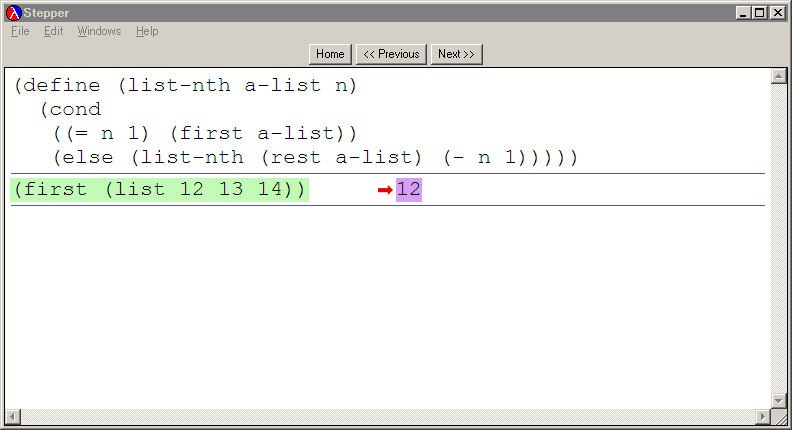 Stepper
File Edit Windows Help
Home << Previous Next >>
(define (list-nth a-list n)
  (cond
   ((= n 1) (first a-list))
   (else (list-nth (rest a-list) (- n 1)))))
(first (list 12 13 14)) → 12